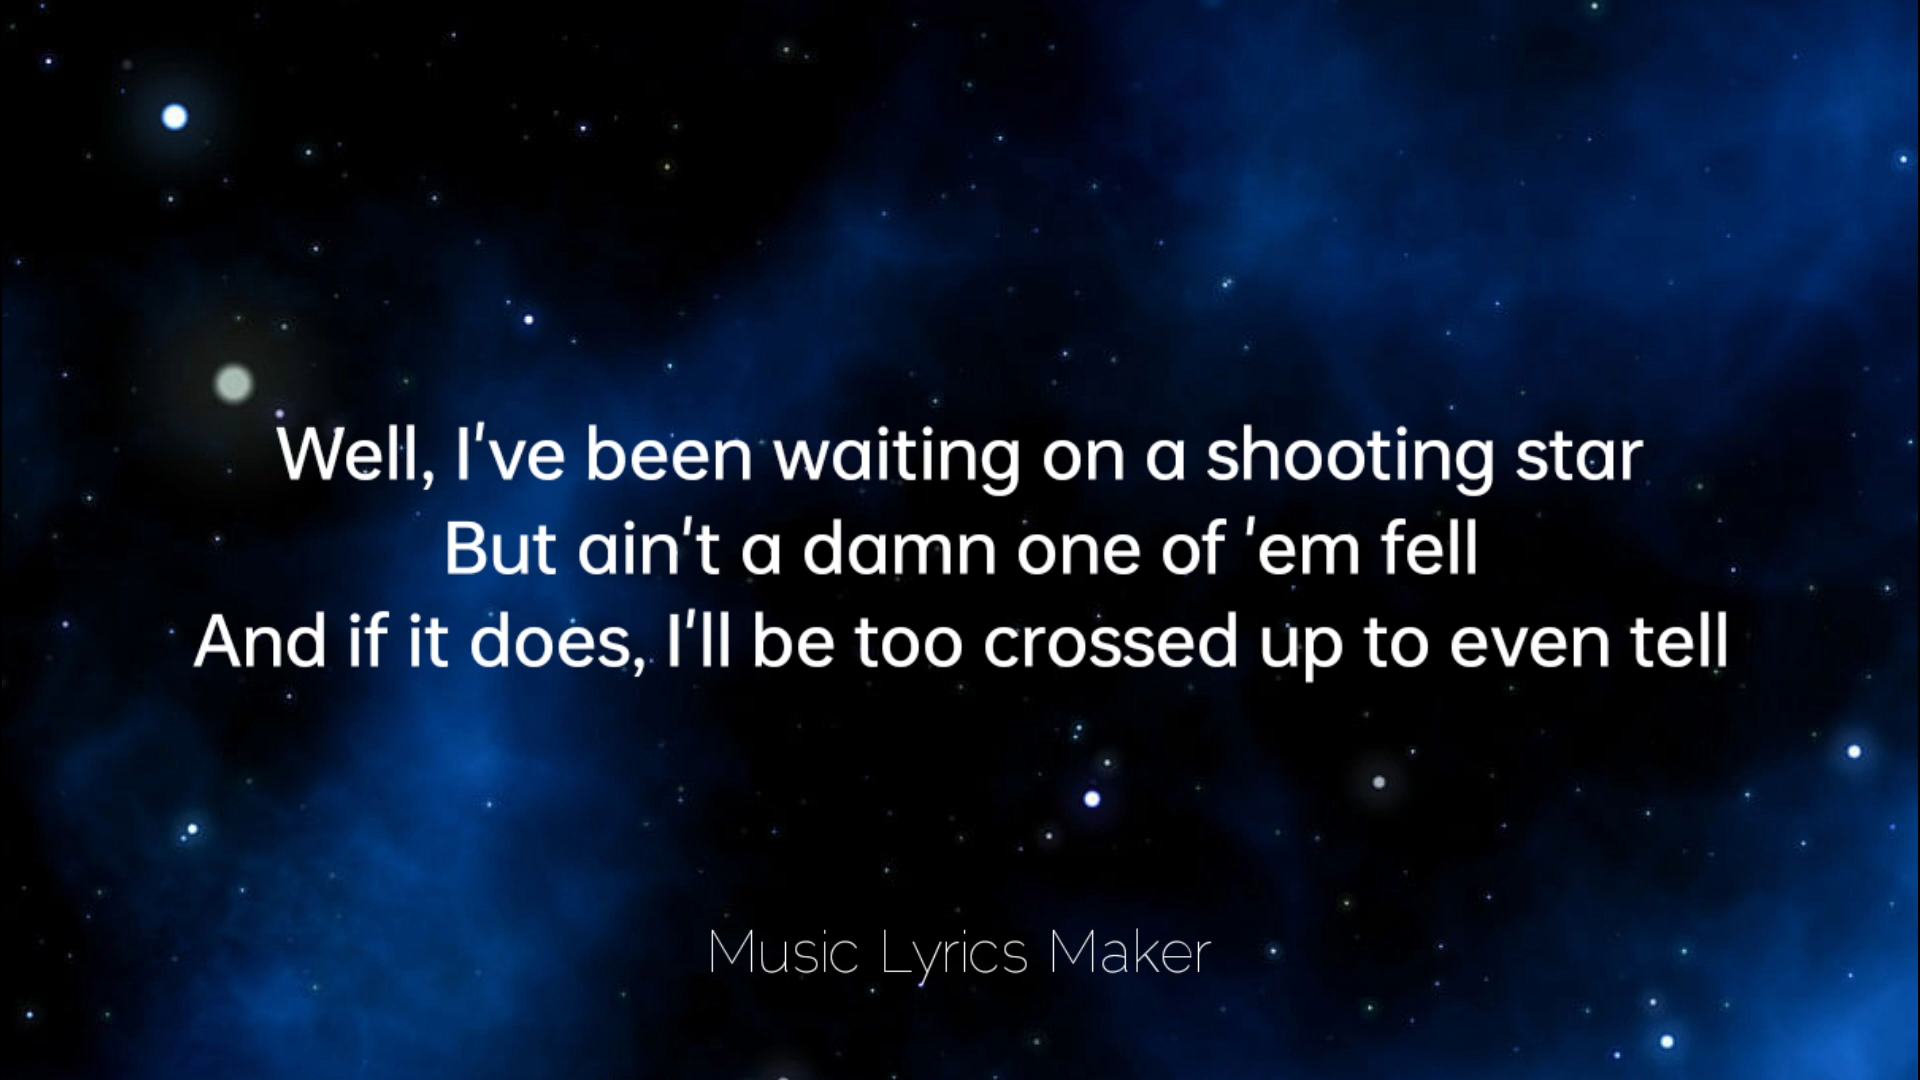 Well, I've been waiting on a shooting star
But ain't a damn one of 'em fell
And if it does, I'll be too crossed up to even tell
Music Lyrics Maker